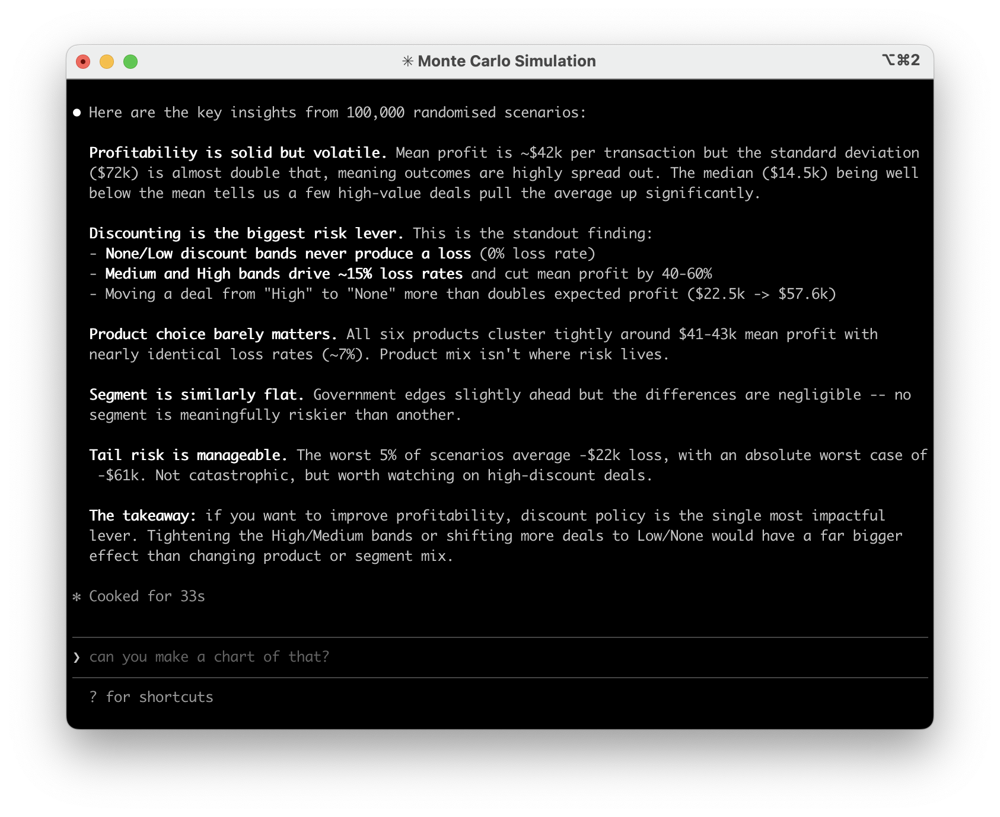 ✳ Monte Carlo Simulation
⌥⌘2
● Here are the key insights from 100,000 randomised scenarios:
Profitability is solid but volatile. Mean profit is ~$42k per transaction but the standard deviation
($72k) is almost double that, meaning outcomes are highly spread out. The median ($14.5k) being well
below the mean tells us a few high-value deals pull the average up significantly.
Discounting is the biggest risk lever. This is the standout finding:
- None/Low discount bands never produce a loss (0% loss rate)
- Medium and High bands drive ~15% loss rates and cut mean profit by 40-60%
- Moving a deal from "High" to "None" more than doubles expected profit ($22.5k -> $57.6k)
Product choice barely matters. All six products cluster tightly around $41-43k mean profit with
nearly identical loss rates (~7%). Product mix isn't where risk lives.
Segment is similarly flat. Government edges slightly ahead but the differences are negligible -- no
segment is meaningfully riskier than another.
Tail risk is manageable. The worst 5% of scenarios average -$22k loss, with an absolute worst case of
-$61k. Not catastrophic, but worth watching on high-discount deals.
The takeaway: if you want to improve profitability, discount policy is the single most impactful
lever. Tightening the High/Medium bands or shifting more deals to Low/None would have a far bigger
effect than changing product or segment mix.
✻ Cooked for 33s
❯ can you make a chart of that?
? for shortcuts